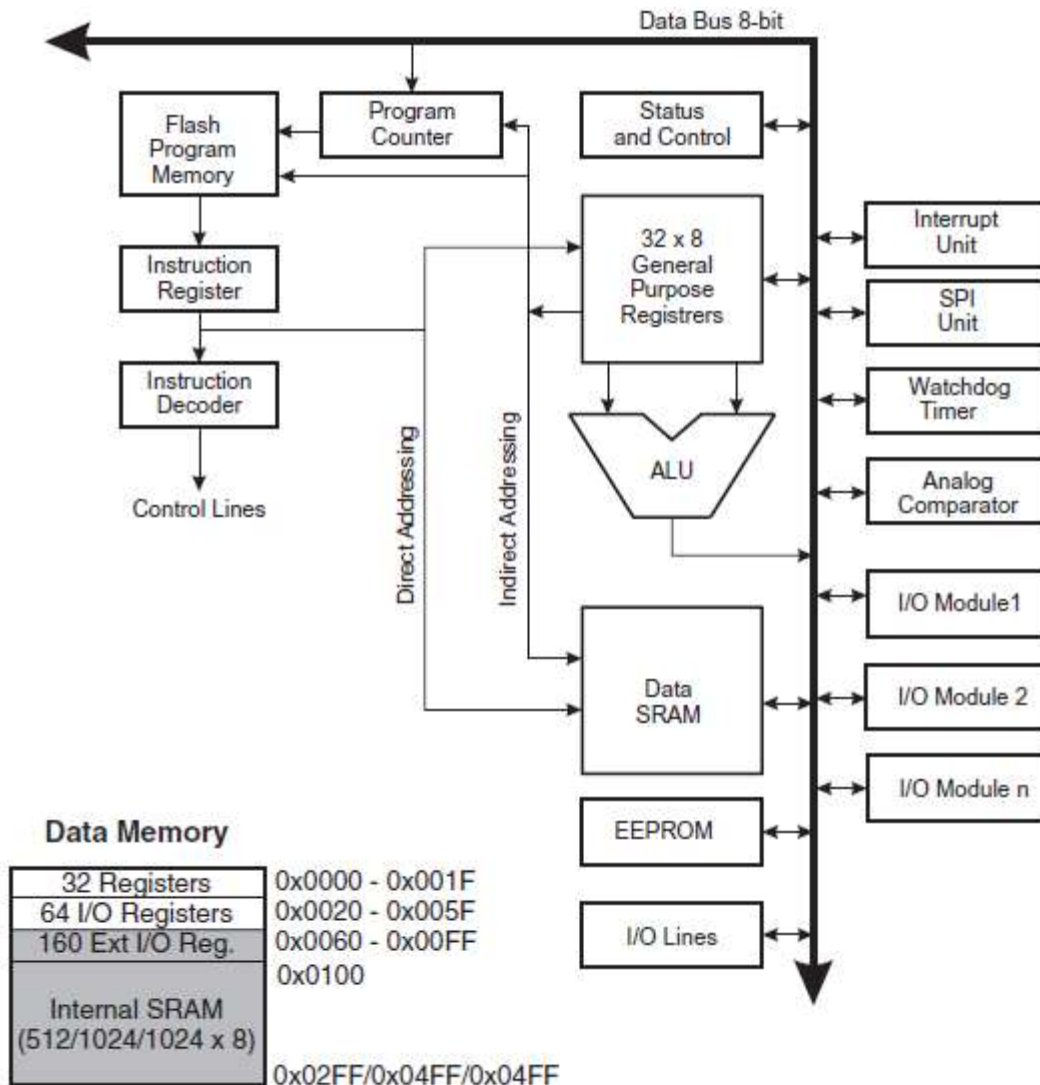 Data Bus 8-bit
Flash
Program
Memory
Program
Counter
Status
and Control
32 x 8
General
Purpose
Registrers
Interrupt
Unit
Instruction
Register
SPI
Unit
Instruction
Decoder
Watchdog
Timer
Direct Addressing
Indirect Addressing
ALU
Analog
Comparator
Control Lines
I/O Module1
Data
SRAM
I/O Module 2
I/O Module n
EEPROM
I/O Lines
Data Memory
32 Registers 0x0000 - 0x001F
64 I/O Registers 0x0020 - 0x005F
160 Ext I/O Reg. 0x0060 - 0x00FF
0x0100
Internal SRAM
(512/1024/1024 x 8)
0x02FF/0x04FF/0x04FF